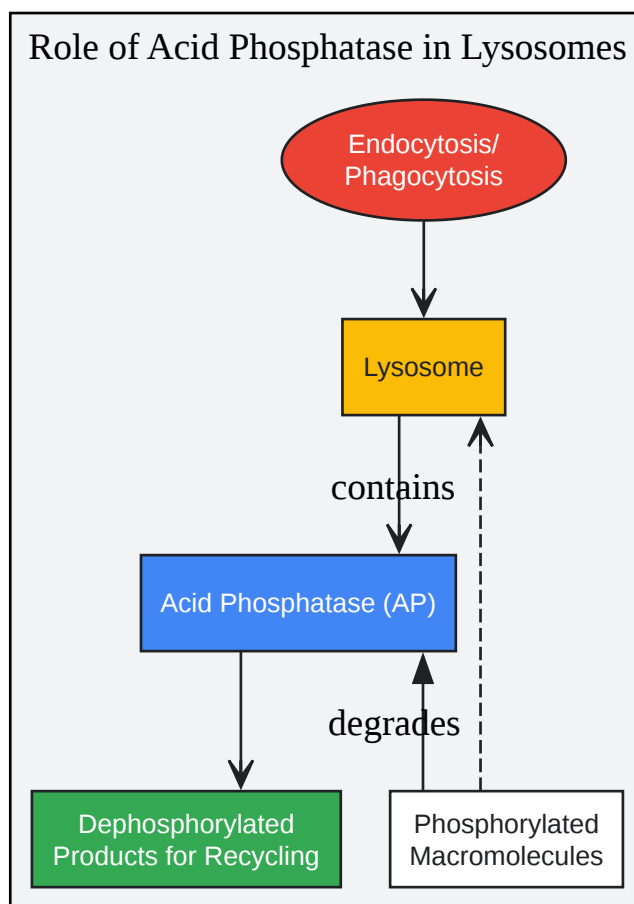 Role of Acid Phosphatase in Lysosomes
Endocytosis/
Phagocytosis
Lysosome
contains
Acid Phosphatase (AP)
degrades
Dephosphorylated
Products for Recycling
Phosphorylated
Macromolecules